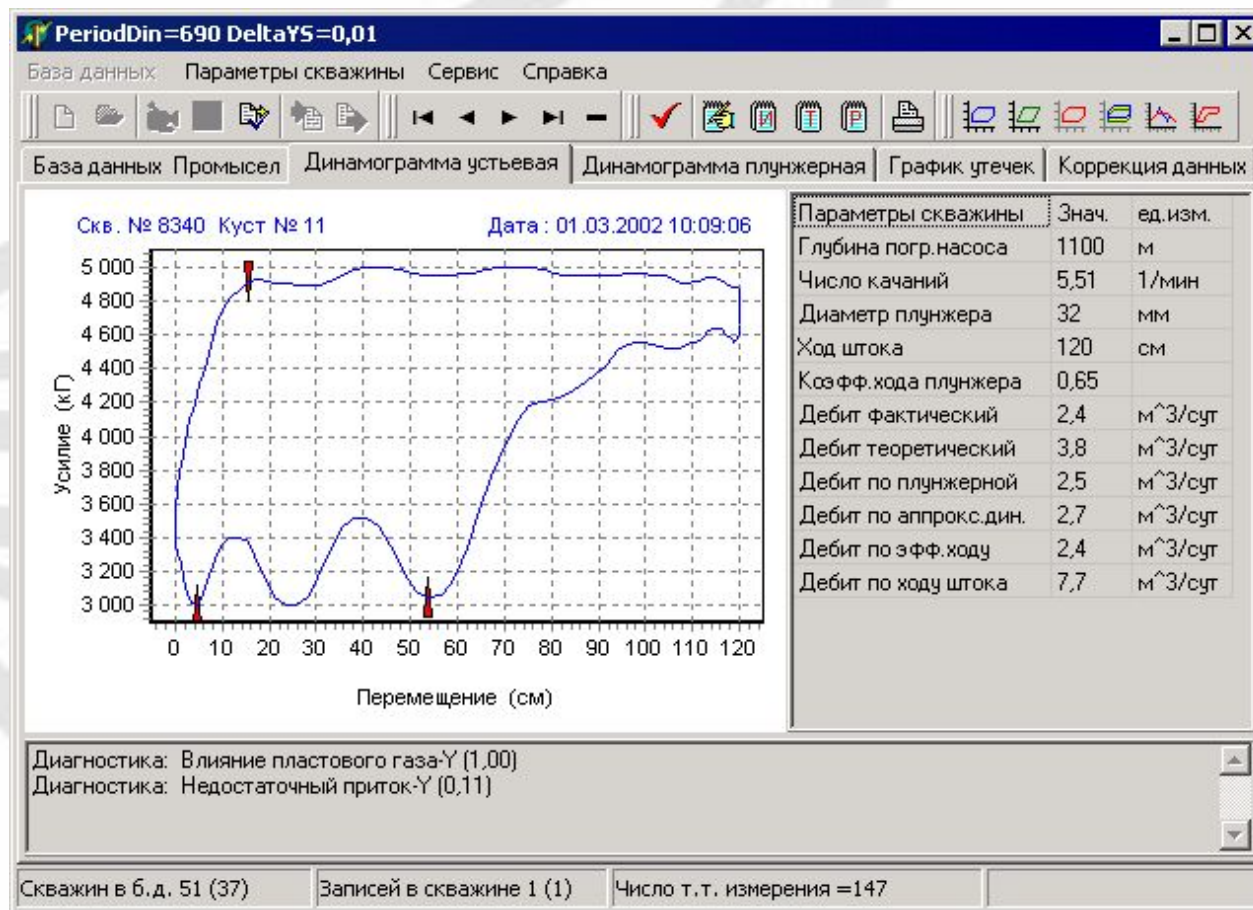 PeriodDin=690 DeltaYS=0,01
База данных Параметры скважины Сервис Справка
База данных Промысел Динамограмма устьевая Динамограмма плунжерная График утечек Коррекция данных
Скв. № 8340 Куст № 11 Дата : 01.03.2002 10:09:06
Усилие (кГ)
5 000
4 800
4 600
4 400
4 200
4 000
3 800
3 600
3 400
3 200
3 000
0 10 20 30 40 50 60 70 80 90 100 110 120
Перемещение (см)
Параметры скважины Знач. ед.изм.
Глубина погр.насоса 1100 м
Число качаний 5,51 1/мин
Диаметр плунжера 32 мм
Ход штока 120 см
Коэфф.хода плунжера 0,65
Дебит фактический 2,4 м^3/сут
Дебит теоретический 3,8 м^3/сут
Дебит по плунжерной 2,5 м^3/сут
Дебит по аппрокс.дин. 2,7 м^3/сут
Дебит по эфф.ходу 2,4 м^3/сут
Дебит по ходу штока 7,7 м^3/сут
Диагностика: Влияние пластового газа-Y (1,00)
Диагностика: Недостаточный приток-Y (0,11)
Скважин в б.д. 51 (37) Записей в скважине 1 (1) Число т.т. измерения =147